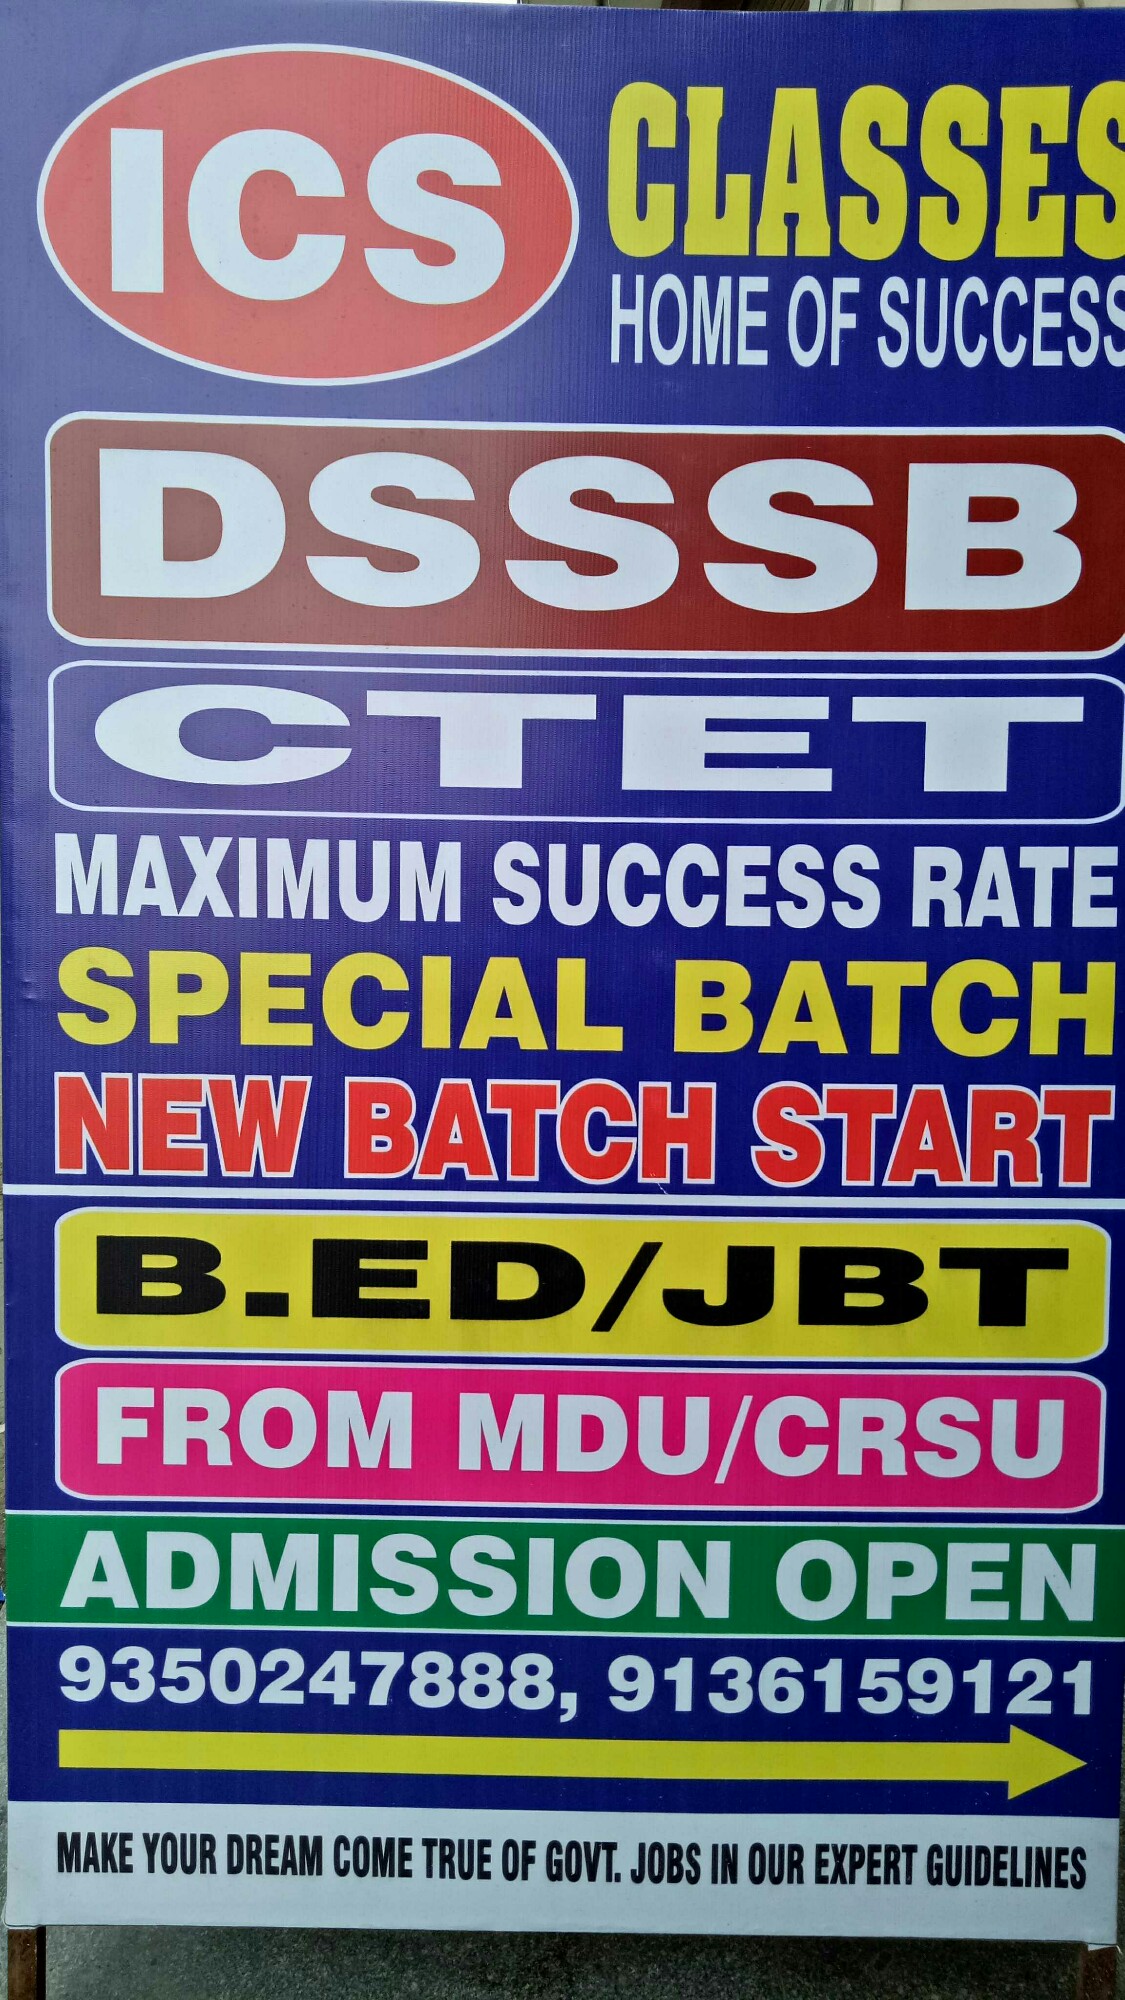 ICS CLASSES
HOME OF SUCCESS
DSSSB
CTET
MAXIMUM SUCCESS RATE
SPECIAL BATCH
NEW BATCH START
B.ED/JBT
FROM MDU/CRSU
ADMISSION OPEN
9350247888, 9136159121
MAKE YOUR DREAM COME TRUE OF GOVT. JOBS IN OUR EXPERT GUIDELINES